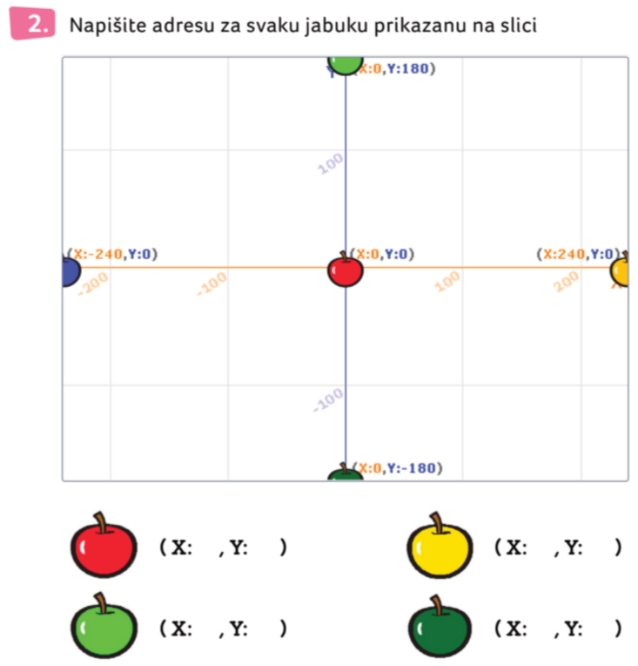 2. Napišite adresu za svaku jabuku prikazanu na slici
Y (X:0,Y:180)
100
(X:-240,Y:0) (X:0,Y:0) (X:240,Y:0)
-200 -100 100 200 X
-100
(X:0,Y:-180)
(X: , Y: ) (X: , Y: )
(X: , Y: ) (X: , Y: )